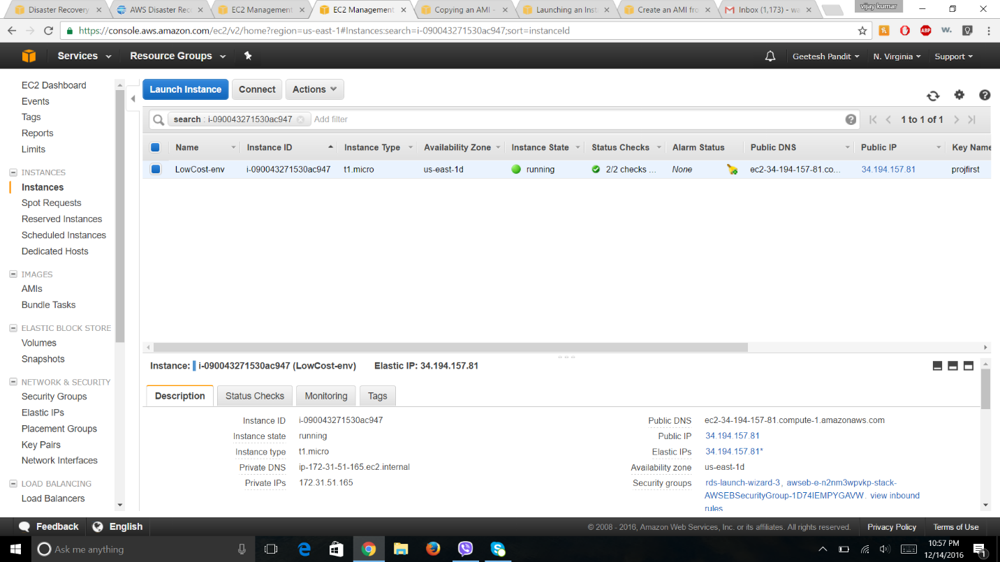 Disaster Recovery
AWS Disaster Rec
EC2 Management
EC2 Management
Copying an AMI -
Launching an Inst
Create an AMI fro
Inbox (1,173) - wa
vijay kumar
https://console.aws.amazon.com/ec2/v2/home?region=us-east-1#Instances:search=i-090043271530ac947;sort=instanceId
ABP
w.
Services
Resource Groups
Geetesh Pandit
N. Virginia
Support
EC2 Dashboard
Events
Tags
Reports
Limits
INSTANCES
Instances
Spot Requests
Reserved Instances
Scheduled Instances
Dedicated Hosts
IMAGES
AMIs
Bundle Tasks
ELASTIC BLOCK STORE
Volumes
Snapshots
NETWORK & SECURITY
Security Groups
Elastic IPs
Placement Groups
Key Pairs
Network Interfaces
LOAD BALANCING
Load Balancers
Launch Instance
Connect
Actions
search : i-090043271530ac947
Add filter
1 to 1 of 1
Name Instance ID Instance Type Availability Zone Instance State Status Checks Alarm Status Public DNS Public IP Key Name
LowCost-env i-090043271530ac947 t1.micro us-east-1d running 2/2 checks ... None ec2-34-194-157-81.co... 34.194.157.81 projfirst
Instance: i-090043271530ac947 (LowCost-env) Elastic IP: 34.194.157.81
Description
Status Checks
Monitoring
Tags
Instance ID i-090043271530ac947
Instance state running
Instance type t1.micro
Private DNS ip-172-31-51-165.ec2.internal
Private IPs 172.31.51.165
Public DNS ec2-34-194-157-81.compute-1.amazonaws.com
Public IP 34.194.157.81
Elastic IPs 34.194.157.81*
Availability zone us-east-1d
Security groups rds-launch-wizard-3, awseb-e-n2nm3wpvkp-stack-
AWSEBSecurityGroup-1D74IEMPYGAVW. view inbound
rules
Feedback
English
© 2008 - 2016, Amazon Web Services, Inc. or its affiliates. All rights reserved.
Privacy Policy
Terms of Use
Ask me anything
10:57 PM
12/14/2016
1